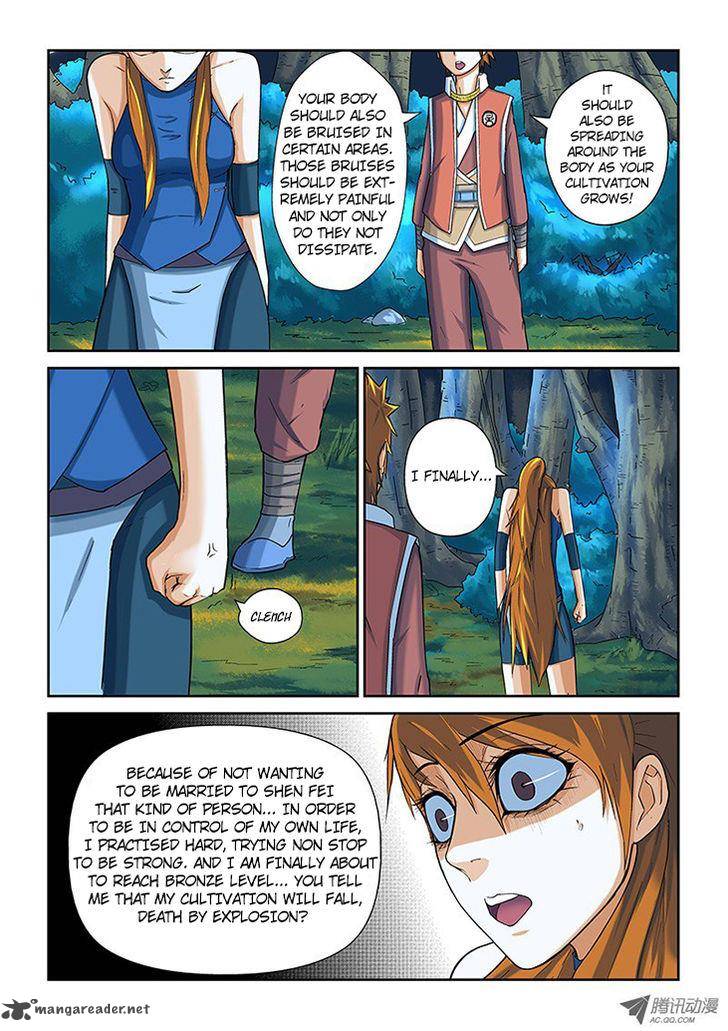 YOUR BODY
SHOULD ALSO
BE BRUISED IN
CERTAIN AREAS.
THOSE BRUISES
SHOULD BE EXT-
REMELY PAINFUL
AND NOT ONLY
DO THEY NOT
DISSIPATE.
IT
SHOULD
ALSO BE
SPREADING
AROUND THE
BODY AS YOUR
CULTIVATION
GROWS!
CLENCH
I FINALLY...
BECAUSE OF NOT WANTING
TO BE MARRIED TO SHEN FEI
THAT KIND OF PERSON... IN ORDER
TO BE IN CONTROL OF MY OWN LIFE,
I PRACTISED HARD, TRYING NON STOP
TO BE STRONG. AND I AM FINALLY ABOUT
TO REACH BRONZE LEVEL... YOU TELL
ME THAT MY CULTIVATION WILL FALL,
DEATH BY EXPLOSION?
mangareader.net
腾讯动漫
AC.QQ.COM